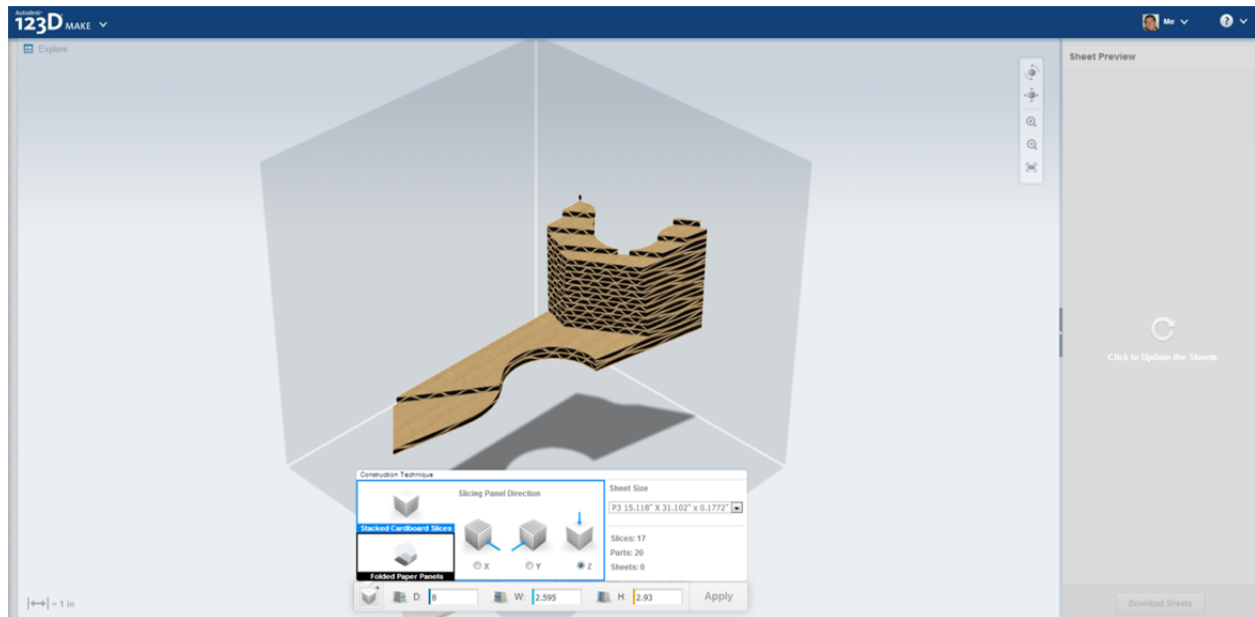 Autodesk
123D MAKE
Me
?
Explore
Sheet Preview
Click to Update the Sheets
Construction Technique
Stacked Cardboard Slices
Folded Paper Panels
Slicing Panel Direction
X Y Z
Sheet Size
P3 15.118" X 31.102" x 0.1772"
Slices: 17
Parts: 20
Sheets: 0
D: 8 W: 2.595 H: 2.93 Apply
= 1 in
Download Sheets